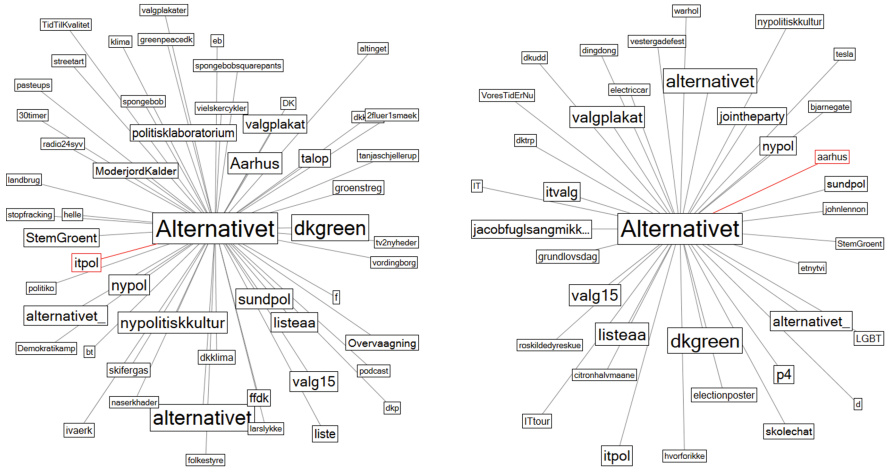 valgplakater
TidTilKvalitet
klima
greenpeacedk
eb
altinget
streetart
spongebobsquarepants
pasteups
spongebob
vielskercykler
DK
30timer
politisklaboratorium
valgplakat
2fluer1smaek
radio24syv
Aarhus
talop
tanjaschjellerup
ModerjordKalder
landbrug
groenstreg
stopfracking
helle
Alternativet
dkgreen
StemGroent
tv2nyheder
itpol
vordingborg
politiko
nypol
sundpol
f
alternativet_
nypolitiskkultur
listeaa
Overvaagning
Demokratikamp
bt
dkklima
skifergas
podcast
valg15
naserkhader
ffdk
dkp
alternativet
ivaerk
larslykke
liste
folkestyre
warhol
nypolitiskkultur
vestergadefest
dingdong
tesla
dkudd
alternativet
electriccar
VoresTidErNu
valgplakat
jointheparty
bjarnegate
dktrp
nypol
aarhus
IT
itvalg
sundpol
johnlennon
jacobfuglsangmikk...
Alternativet
StemGroent
grundlovsdag
etnytvi
valg15
listeaa
alternativet_
LGBT
roskildedyreskue
dkgreen
citronhalvmaane
p4
electionposter
d
ITtour
skolechat
itpol
hvorforikke